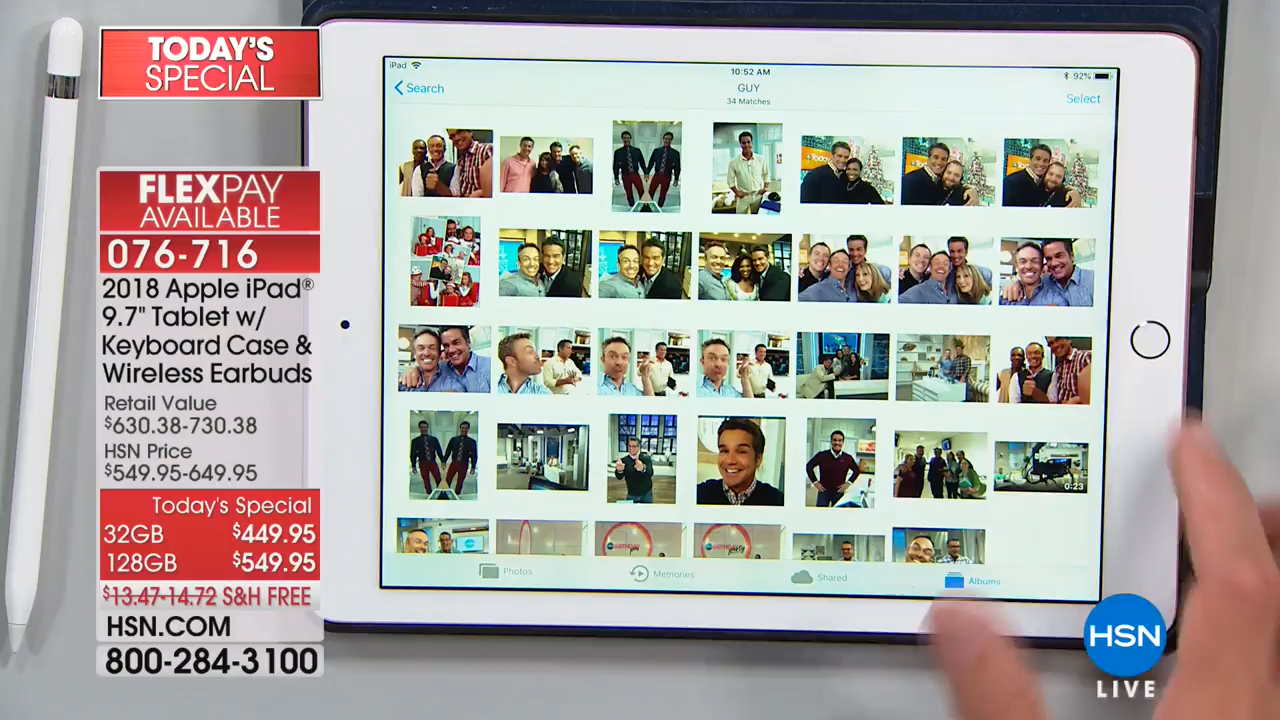 TODAY'S
SPECIAL
FLEXPAY
AVAILABLE
076-716
2018 Apple iPad®
9.7" Tablet w/
Keyboard Case &
Wireless Earbuds
Retail Value
$630.38-730.38
HSN Price
$549.95-649.95
Today's Special
32GB $449.95
128GB $549.95
$13.47-14.72 S&H FREE
HSN.COM
800-284-3100
iPad
10:52 AM
92%
Search
GUY
34 Matches
Select
Today
0:23
Photos
Memories
Shared
Albums
HSN
LIVE